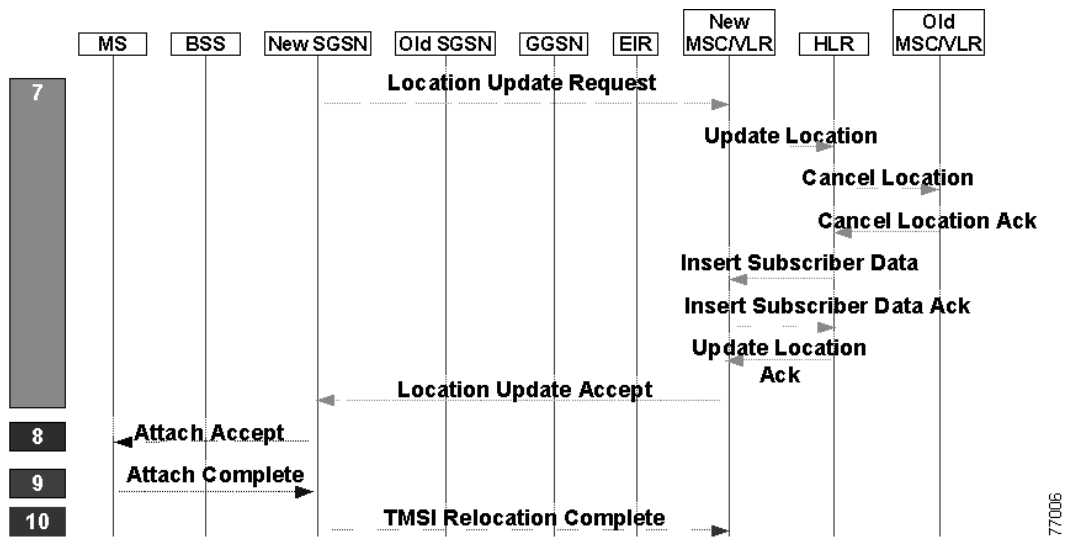 MS
BSS
New SGSN
Old SGSN
GGSN
EIR
New
MSC/VLR
HLR
Old
MSC/VLR
7
Location Update Request
Update Location
Cancel Location
Cancel Location Ack
Insert Subscriber Data
Insert Subscriber Data Ack
Update Location
Ack
Location Update Accept
8
Attach Accept
9
Attach Complete
10
TMSI Relocation Complete
77006